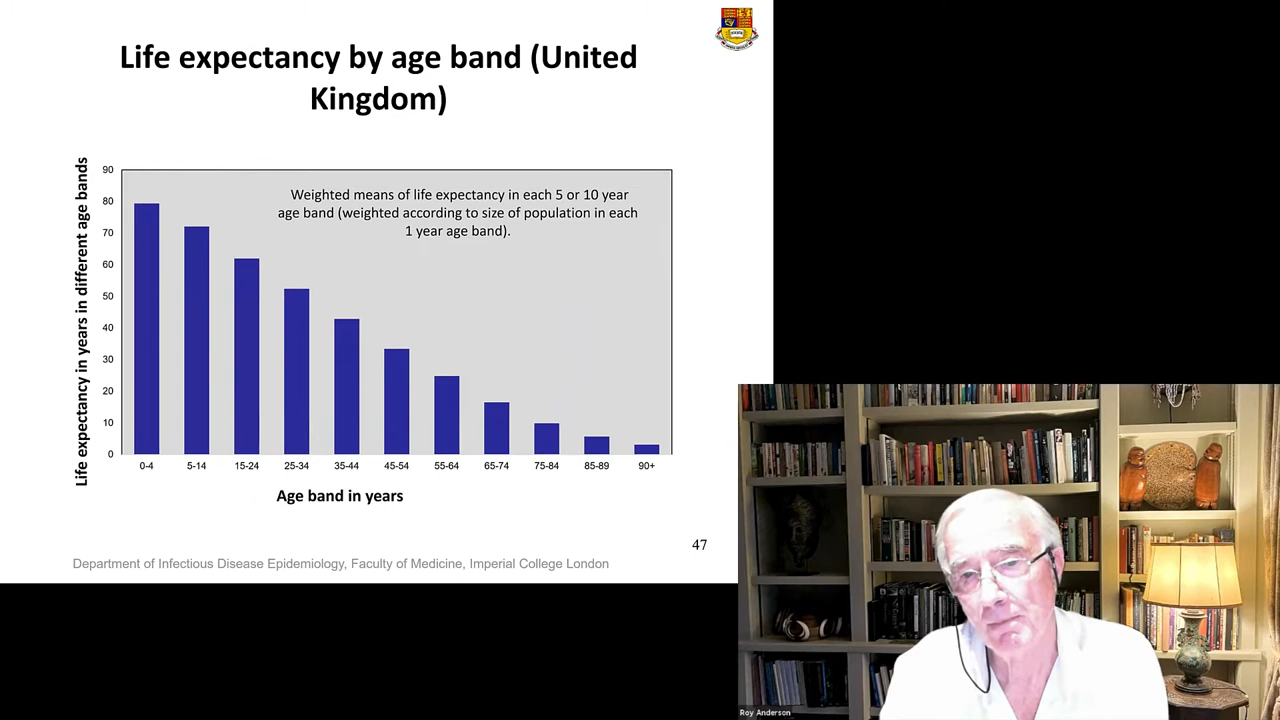 Life expectancy by age band (United
Kingdom)
Life expectancy in years in different age bands
90
80
70
60
50
40
30
20
10
0
Weighted means of life expectancy in each 5 or 10 year
age band (weighted according to size of population in each
1 year age band).
0-4 5-14 15-24 25-34 35-44 45-54 55-64 65-74 75-84 85-89 90+
Age band in years
47
Department of Infectious Disease Epidemiology, Faculty of Medicine, Imperial College London
Roy Anderson